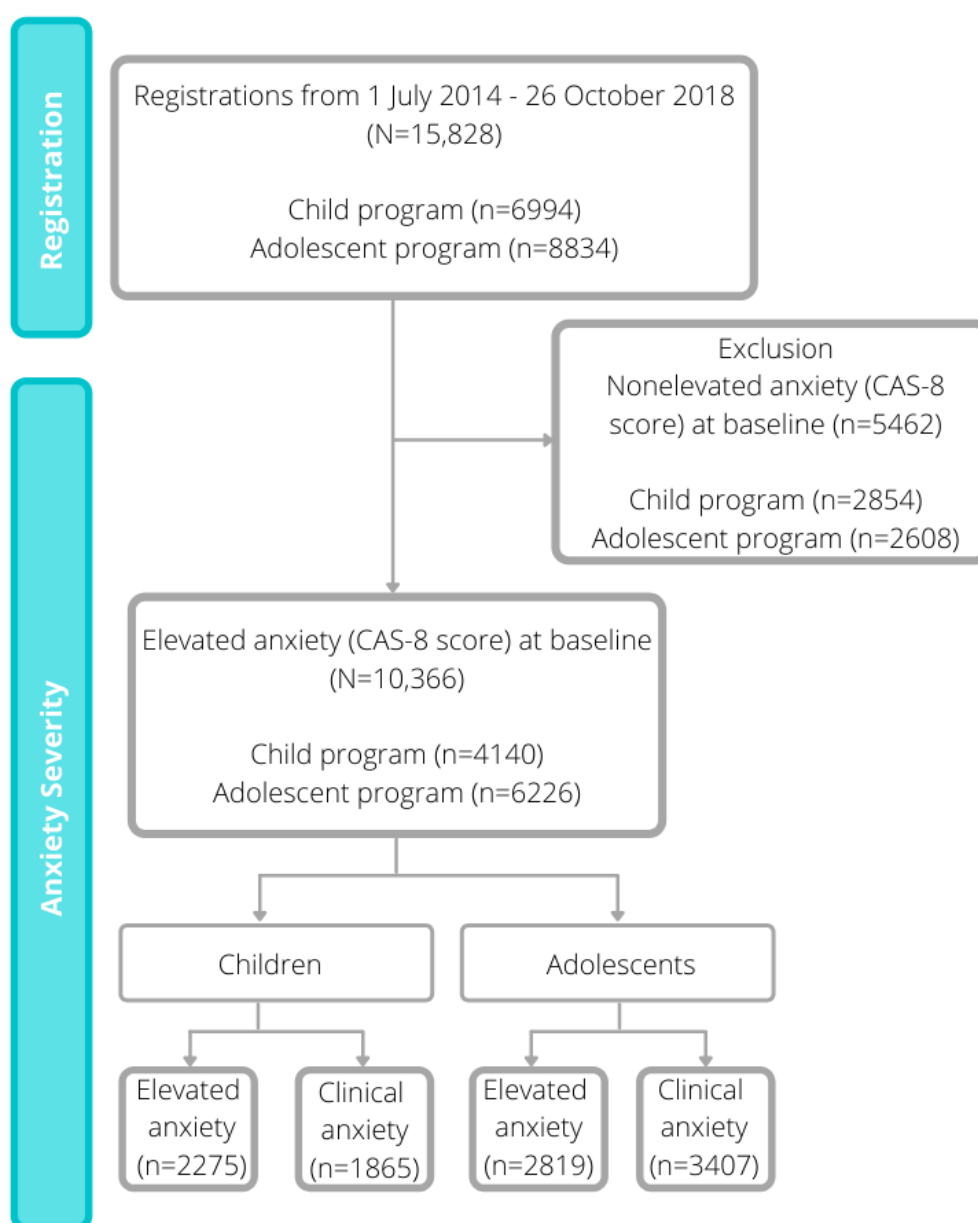 Registration
Registrations from 1 July 2014 - 26 October 2018
(N=15,828)
Child program (n=6994)
Adolescent program (n=8834)
Exclusion
Nonelevated anxiety (CAS-8
score) at baseline (n=5462)
Child program (n=2854)
Adolescent program (n=2608)
Anxiety Severity
Elevated anxiety (CAS-8 score) at baseline
(N=10,366)
Child program (n=4140)
Adolescent program (n=6226)
Children
Adolescents
Elevated
anxiety
(n=2275)
Clinical
anxiety
(n=1865)
Elevated
anxiety
(n=2819)
Clinical
anxiety
(n=3407)